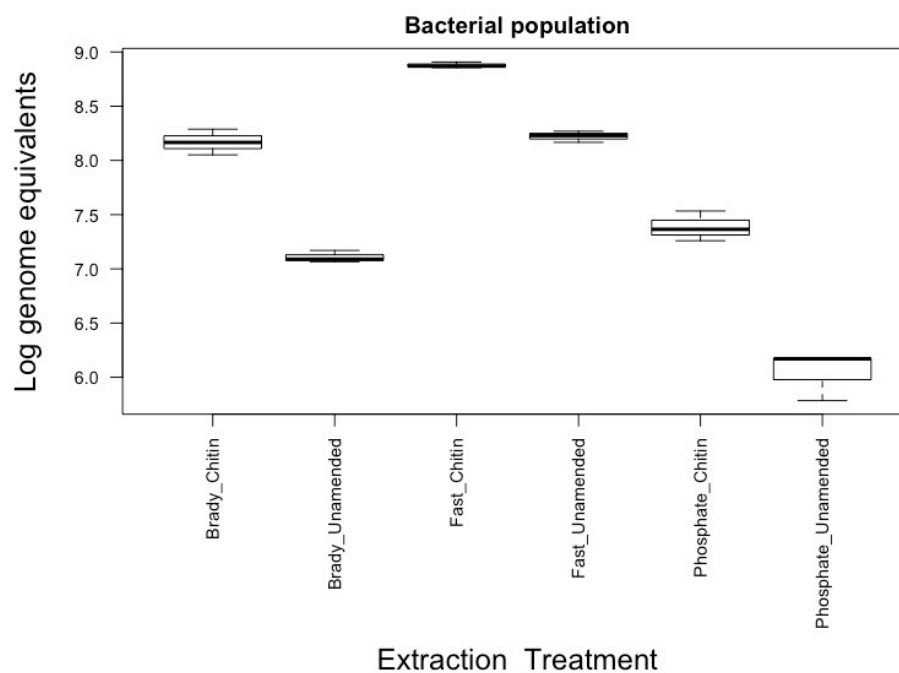 Bacterial population
Log genome equivalents
9.0
8.5
8.0
7.5
7.0
6.5
6.0
Brady_Chitin
Brady_Unamended
Fast_Chitin
Fast_Unamended
Phosphate_Chitin
Phosphate_Unamended
Extraction Treatment